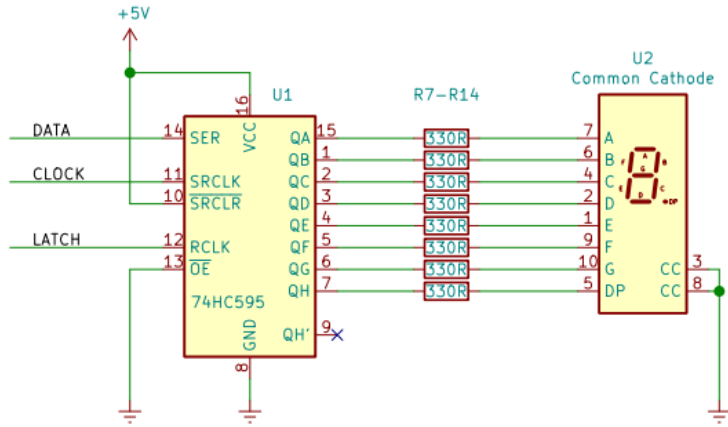 +5V
U2
Common Cathode
U1
R7-R14
16
VCC
DATA
14 SER
QA 15
330R
7 A
QB 1
330R
6 B
CLOCK
11 SRCLK
QC 2
330R
4 C
10 SRCLR
QD 3
330R
2 D
QE 4
330R
1 E
LATCH
12 RCLK
QF 5
330R
9 F
13 OE
QG 6
330R
10 G
CC 3
QH 7
330R
5 DP
CC 8
74HC595
GND
8
QH' 9
A
F
B
G
E
C
D
DP